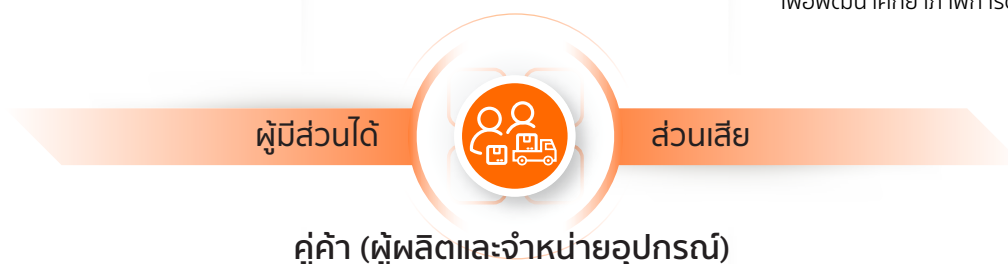 ผู้มีส่วนได้ ส่วนเสีย
คู่ค้า (ผู้ผลิตและจำหน่ายอุปกรณ์)